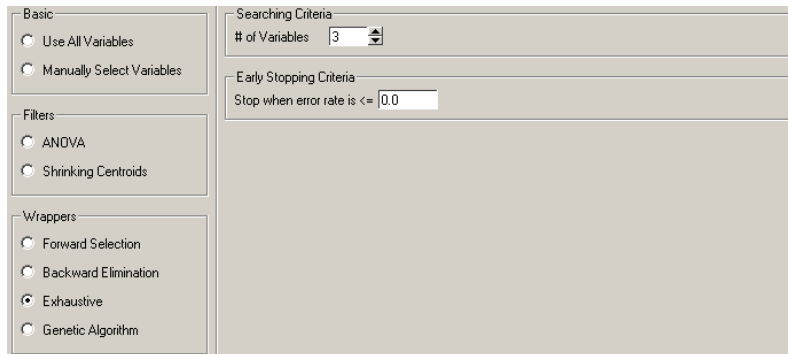 Basic
Use All Variables
Manually Select Variables
Filters
ANOVA
Shrinking Centroids
Wrappers
Forward Selection
Backward Elimination
Exhaustive
Genetic Algorithm
Searching Criteria
# of Variables 3
Early Stopping Criteria
Stop when error rate is <= 0.0